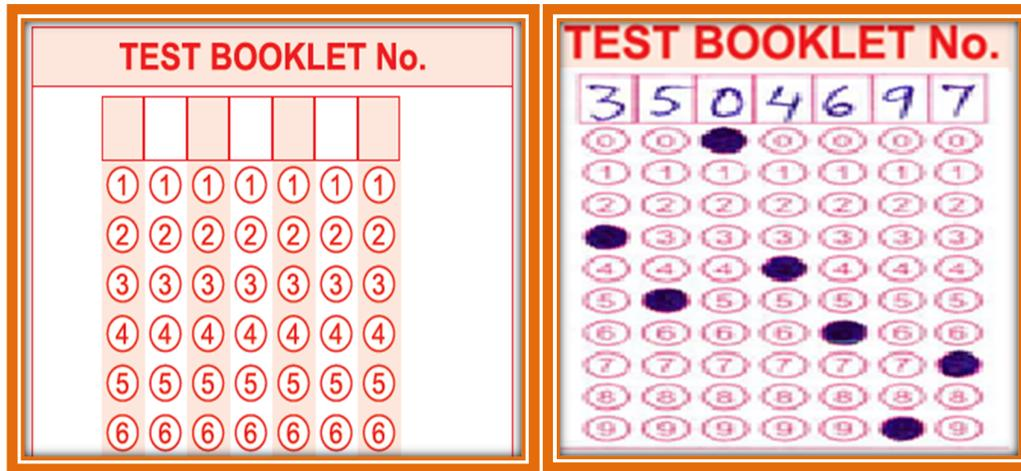 TEST BOOKLET No.
1 1 1 1 1 1 1
2 2 2 2 2 2 2
3 3 3 3 3 3 3
4 4 4 4 4 4 4
5 5 5 5 5 5 5
6 6 6 6 6 6 6
TEST BOOKLET No.
3 5 0 4 6 9 7
0 0 0 0 0 0
1 1 1 1 1 1 1
2 2 2 2 2 2 2
3 3 3 3 3 3
4 4 4 4 4 4
5 5 5 5 5 5
6 6 6 6 6 6
7 7 7 7 7 7
8 8 8 8 8 8 8
9 9 9 9 9 9